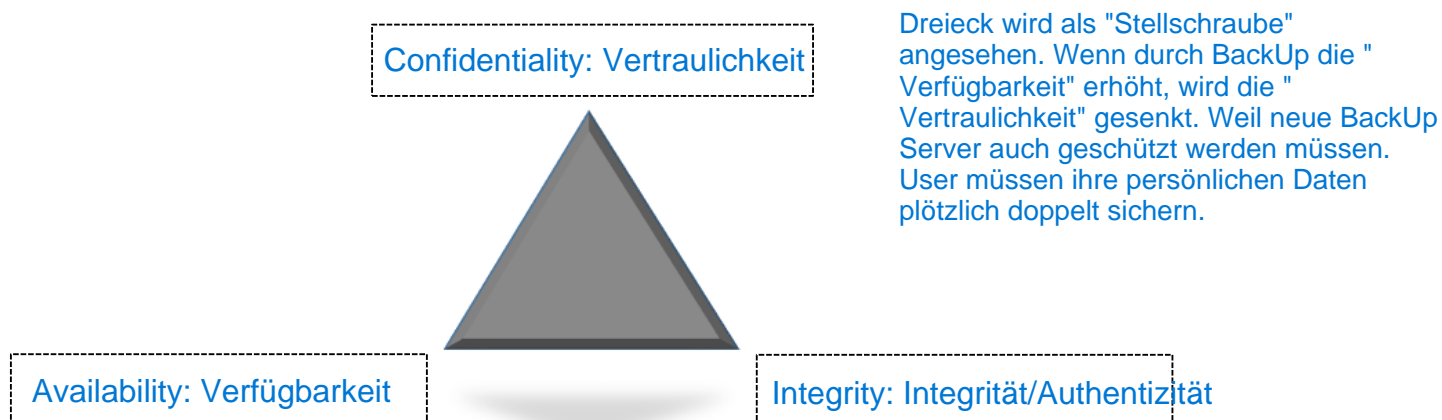 Confidentiality: Vertraulichkeit
Dreieck wird als "Stellschraube"
angesehen. Wenn durch BackUp die "
Verfügbarkeit" erhöht, wird die "
Vertraulichkeit" gesenkt. Weil neue BackUp
Server auch geschützt werden müssen.
User müssen ihre persönlichen Daten
plötzlich doppelt sichern.
Availability: Verfügbarkeit
Integrity: Integrität/Authentizität